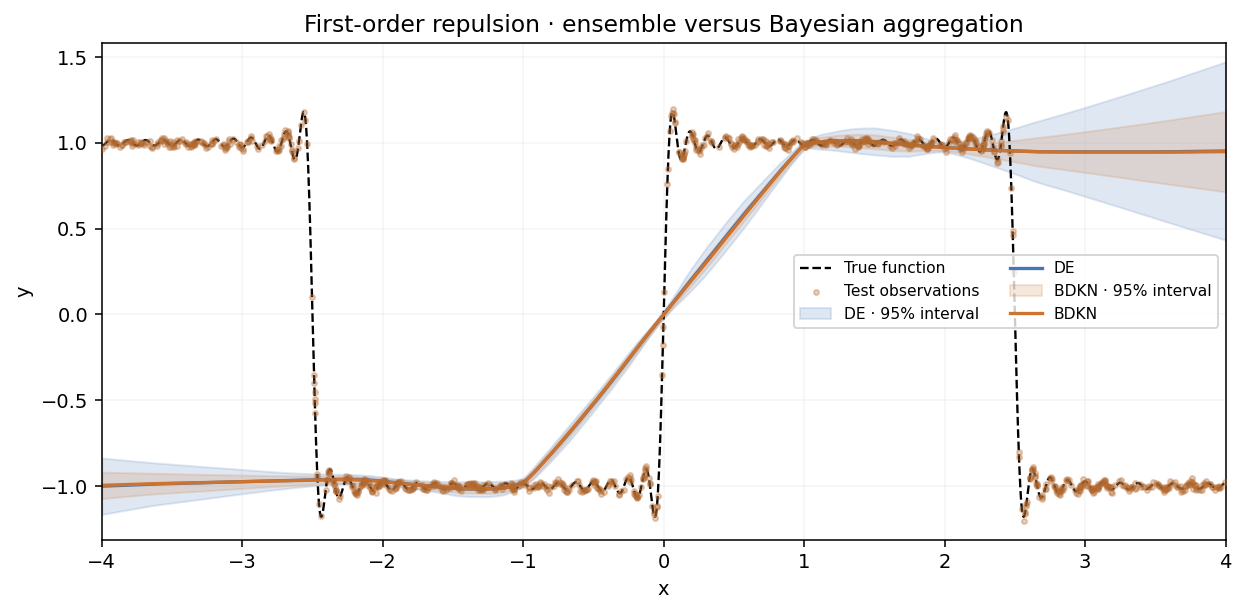 First-order repulsion · ensemble versus Bayesian aggregation
y
1.5
1.0
0.5
0.0
−0.5
−1.0
True function
Test observations
DE · 95% interval
DE
BDKN · 95% interval
BDKN
−4 −3 −2 −1 0 1 2 3 4
x